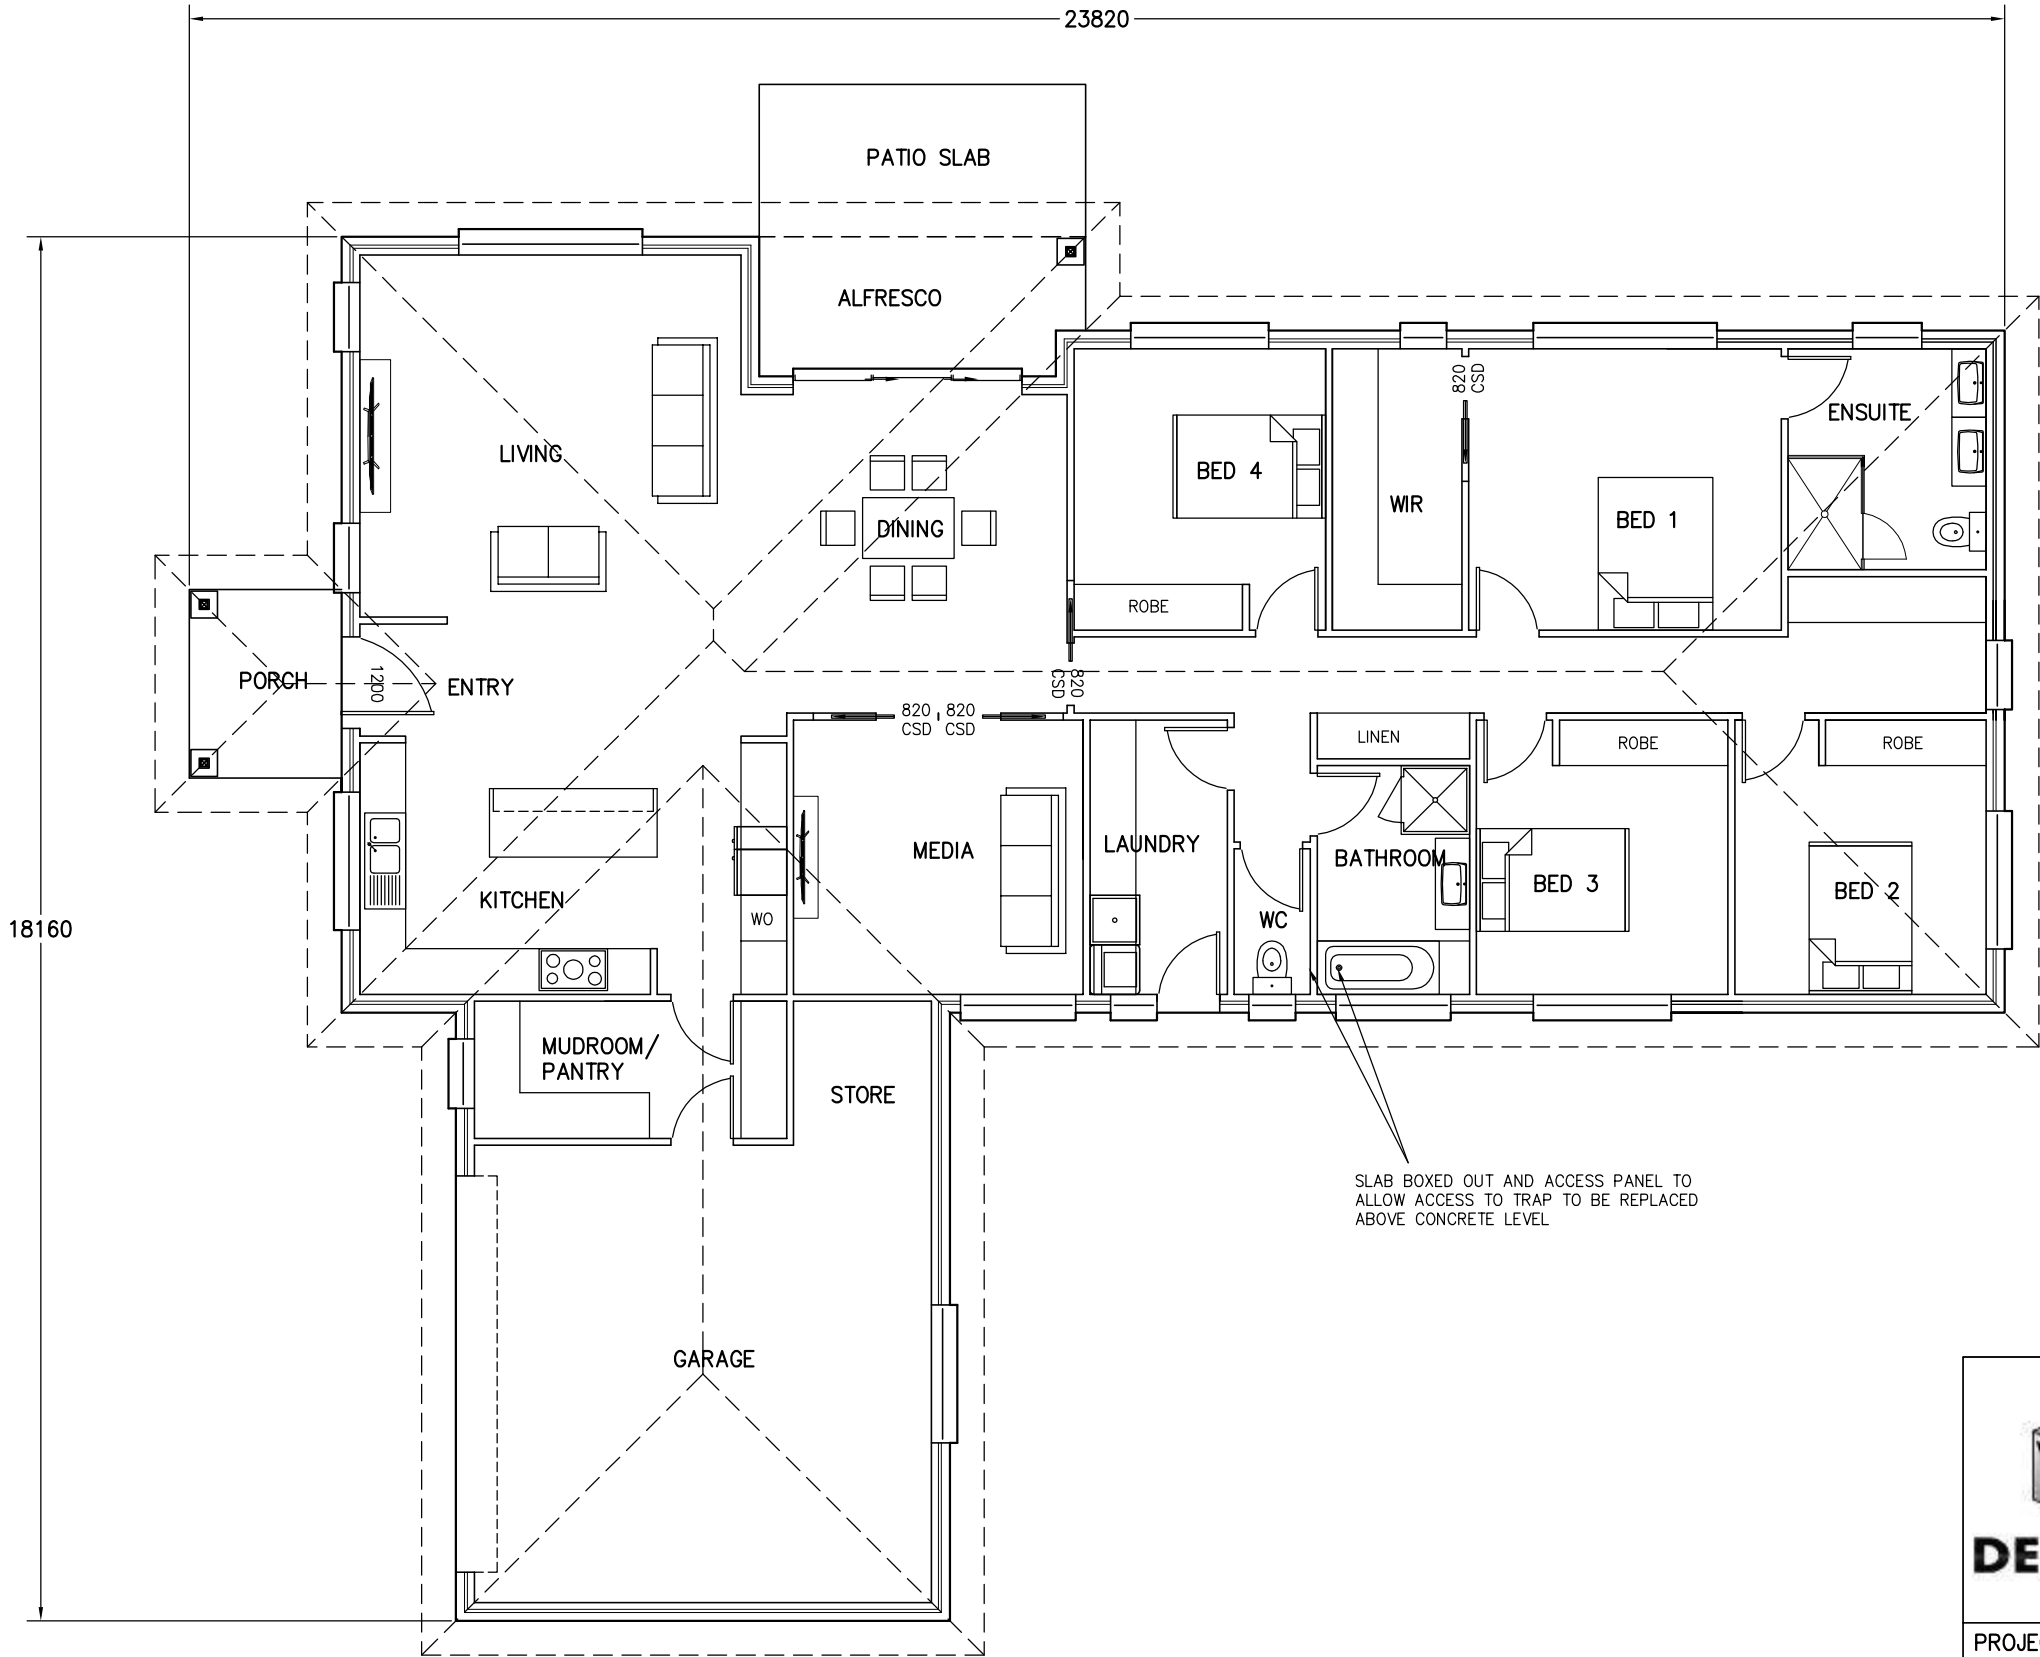 23820
PATIO SLAB
ALFRESCO
820
CSD
ENSUITE
LIVING
BED 4
WIR
BED 1
DINING
ROBE
PORCH
1200
ENTRY
820
CSD
820
CSD
820
CSD
LINEN
ROBE
ROBE
LAUNDRY
MEDIA
BATHROOM
BED 3
BED 2
KITCHEN
WO
WC
18160
MUDROOM/
PANTRY
STORE
SLAB BOXED OUT AND ACCESS PANEL TO
ALLOW ACCESS TO TRAP TO BE REPLACED
ABOVE CONCRETE LEVEL
GARAGE
DE